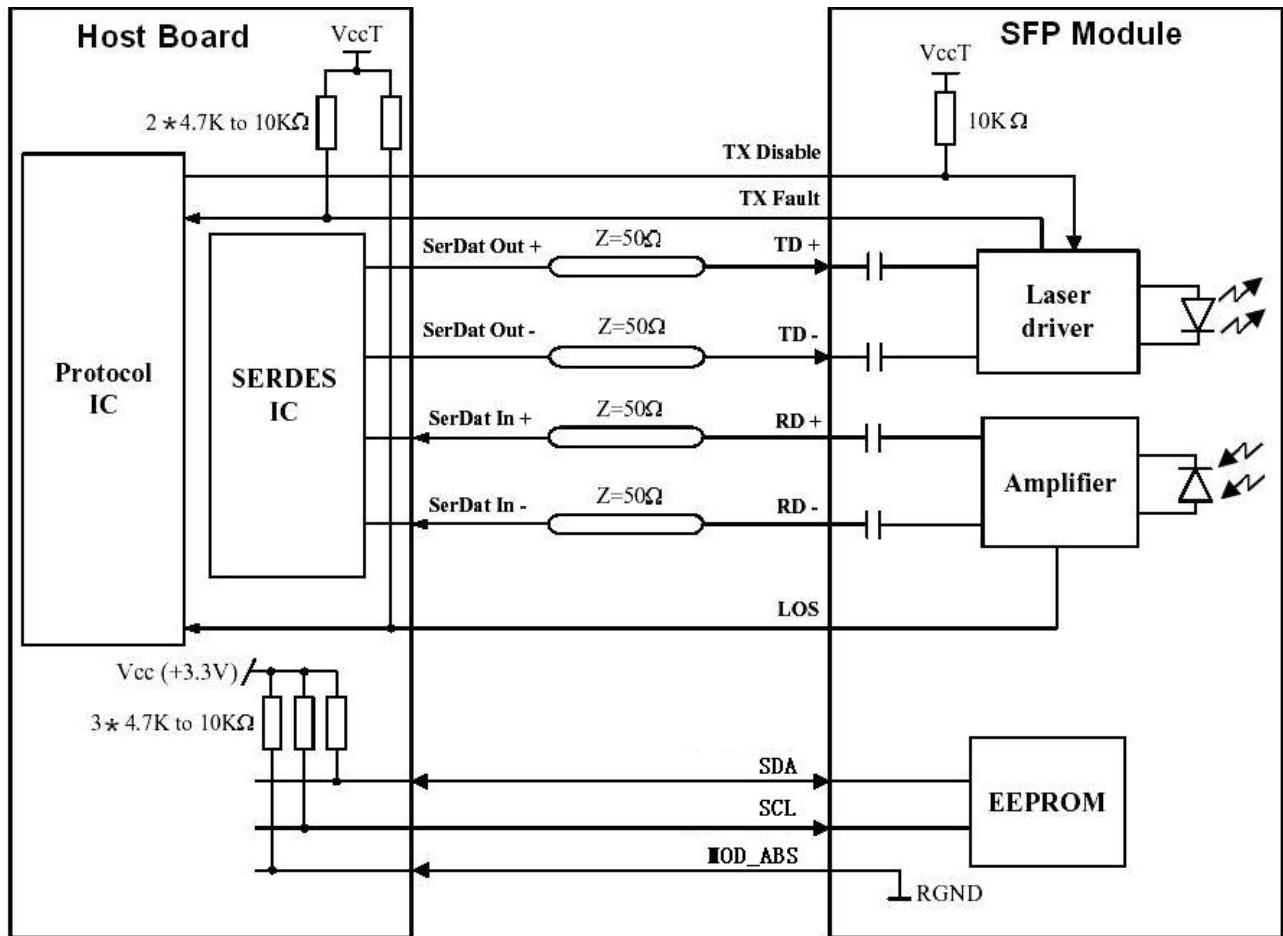 Host Board
SFP Module
VccT
VccT
2*4.7K to 10KΩ
10KΩ
TX Disable
TX Fault
SerDat Out +
Z=50Ω
TD +
Laser
driver
SerDat Out -
Z=50Ω
TD -
Protocol
IC
SERDES
IC
SerDat In +
Z=50Ω
RD +
Amplifier
SerDat In -
Z=50Ω
RD -
LOS
Vcc (+3.3V)
3*4.7K to 10KΩ
SDA
EEPROM
SCL
MOD_ABS
RGND